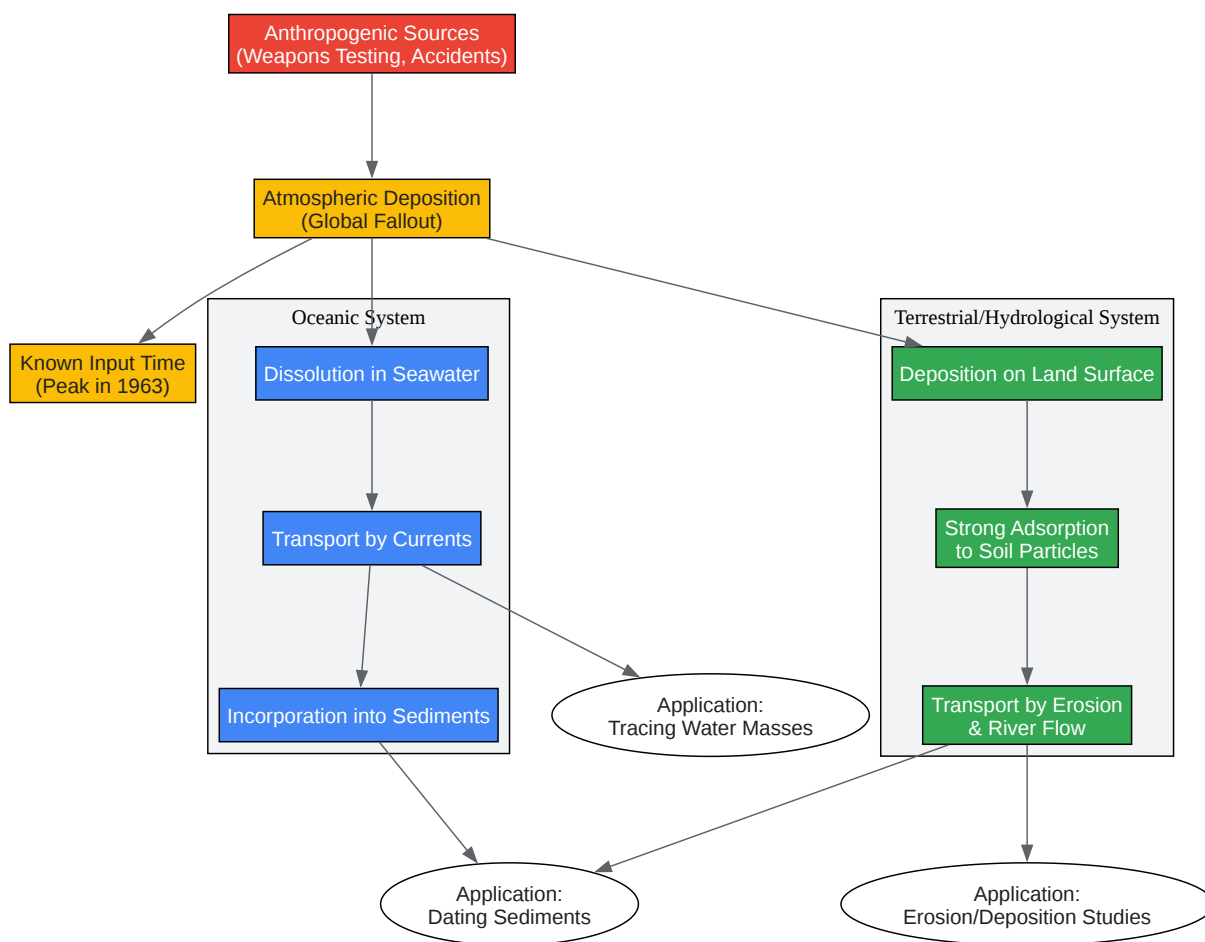 Anthropogenic Sources
(Weapons Testing, Accidents)
Atmospheric Deposition
(Global Fallout)
Oceanic System
Terrestrial/Hydrological System
Known Input Time
(Peak in 1963)
Dissolution in Seawater
Deposition on Land Surface
Transport by Currents
Strong Adsorption
to Soil Particles
Incorporation into Sediments
Application:
Tracing Water Masses
Transport by Erosion
& River Flow
Application:
Dating Sediments
Application:
Erosion/Deposition Studies